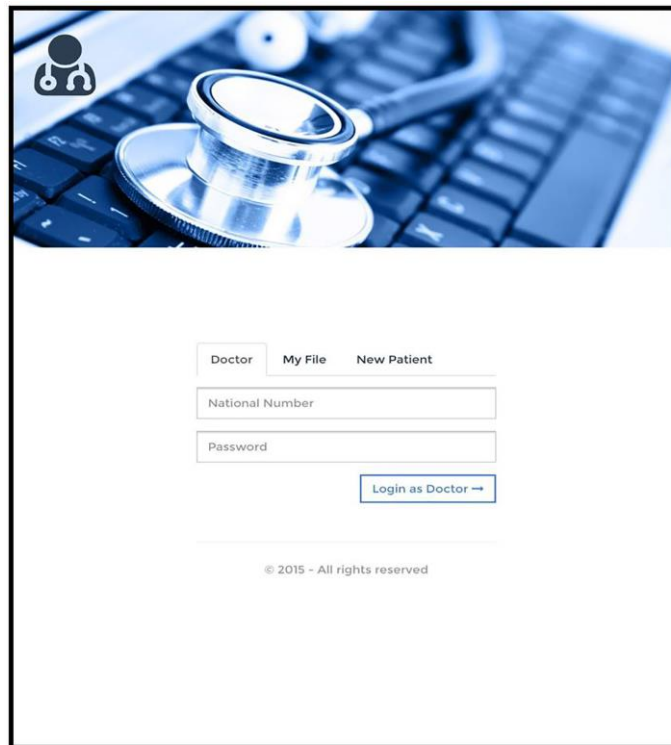 Doctor My File New Patient
National Number
Password
Login as Doctor →
© 2015 - All rights reserved